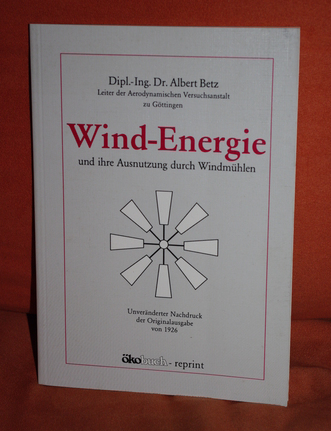 Dipl.-Ing. Dr. Albert Betz
Leiter der Aerodynamischen Versuchsanstalt
zu Göttingen
Wind-Energie
und ihre Ausnutzung durch Windmühlen
Unveränderter Nachdruck
der Originalausgabe
von 1926
ökobuch - reprint